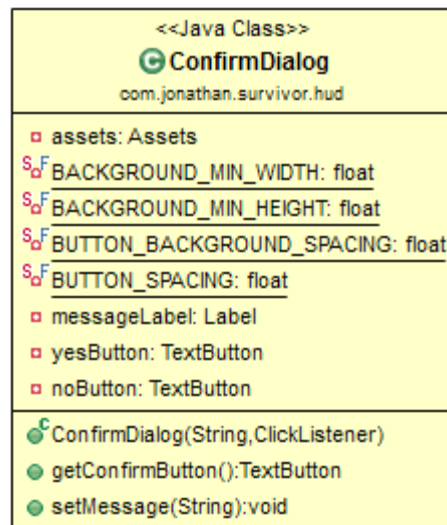 <<Java Class>>
C ConfirmDialog
com.jonathan.survivor.hud
assets: Assets
S F BACKGROUND_MIN_WIDTH: float
S F BACKGROUND_MIN_HEIGHT: float
S F BUTTON_BACKGROUND_SPACING: float
S F BUTTON_SPACING: float
messageLabel: Label
yesButton: TextButton
noButton: TextButton
C ConfirmDialog(String,ClickListener)
getConfirmButton():TextButton
setMessage(String):void